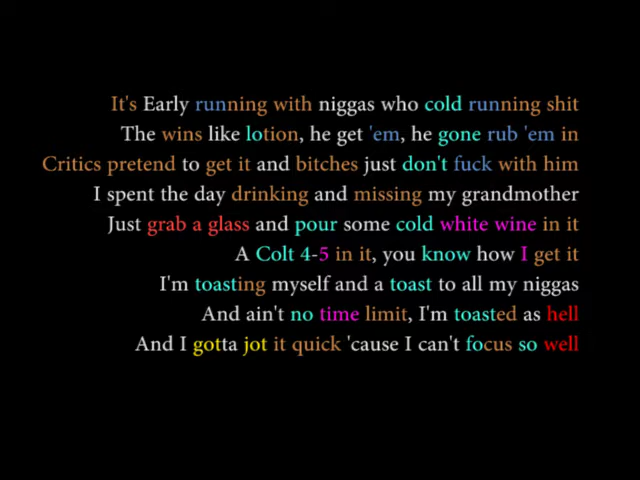 It's Early running with niggas who cold running shit
The wins like lotion, he get 'em, he gone rub 'em in
Critics pretend to get it and bitches just don't fuck with him
I spent the day drinking and missing my grandmother
Just grab a glass and pour some cold white wine in it
A Colt 4-5 in it, you know how I get it
I'm toasting myself and a toast to all my niggas
And ain't no time limit, I'm toasted as hell
And I gotta jot it quick 'cause I can't focus so well